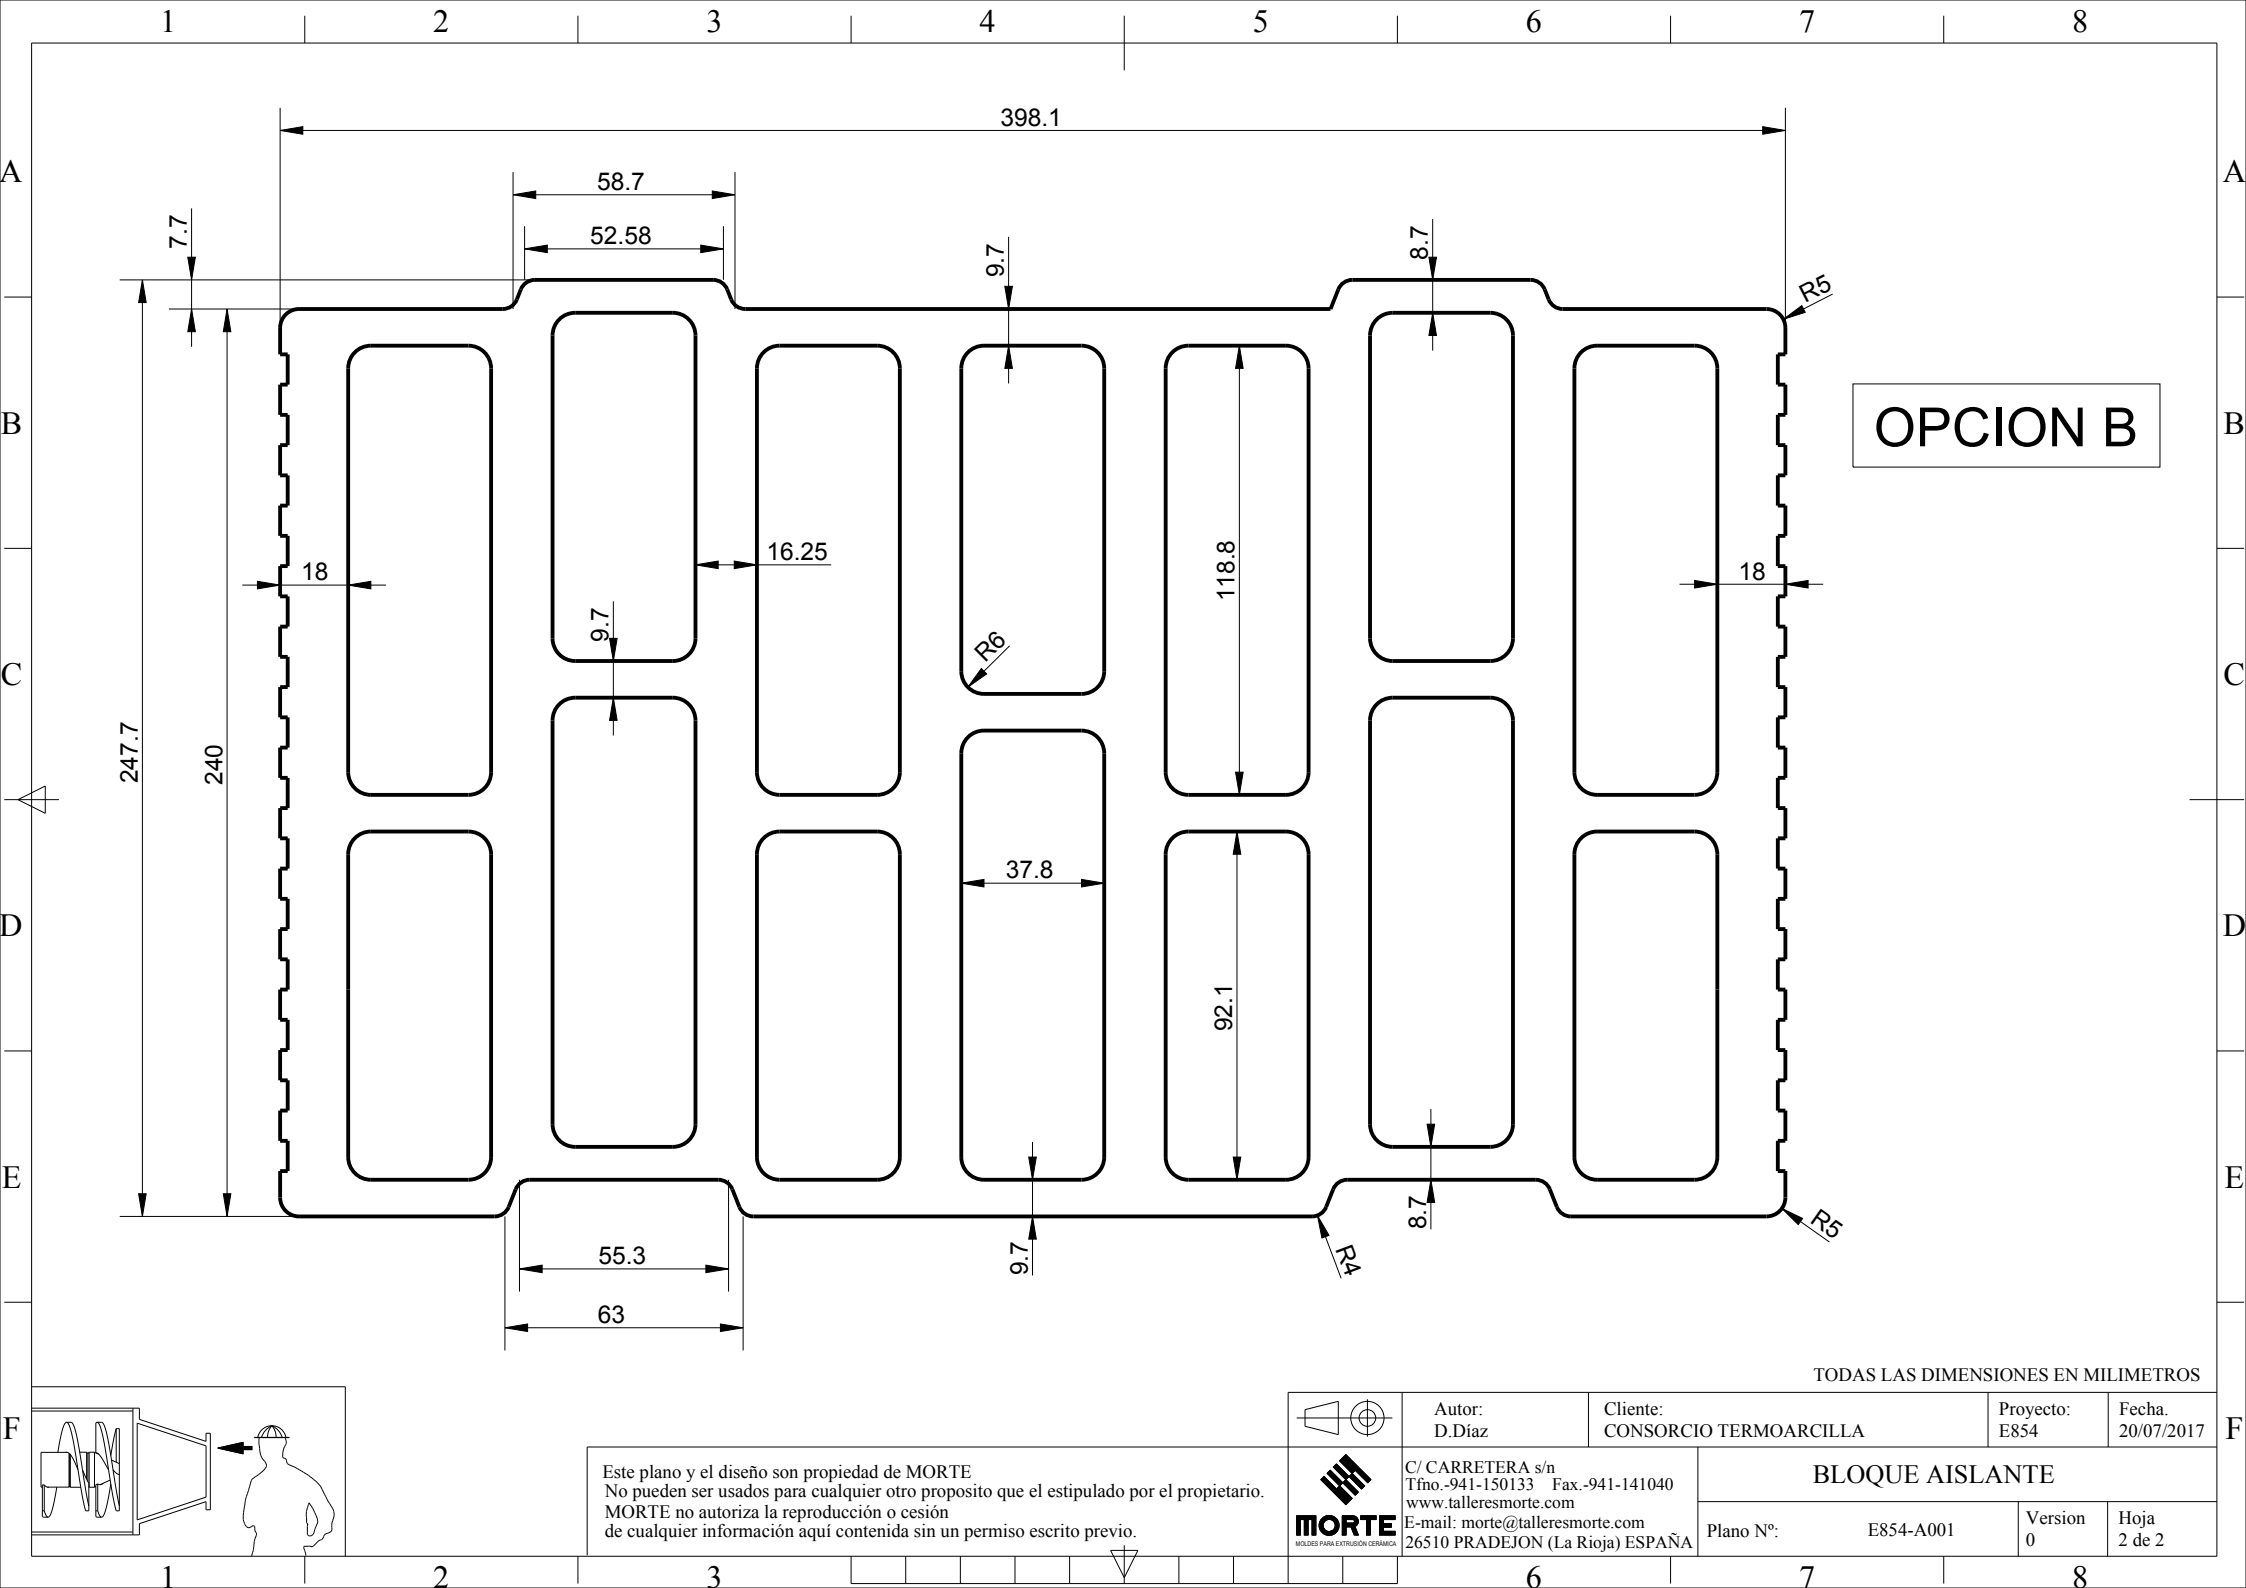 1 2 3 4 5 6 7 8
398.1
A A
58.7
52.58
7.7
9.7
8.7
R5
B B
OPCION B
16.25
118.8
18
18
9.7
R6
C C
247.7
240
37.8
D D
92.1
E E
8.7
R5
9.7
R4
55.3
63
TODAS LAS DIMENSIONES EN MILIMETROS
F F
Autor:
D.Díaz
Cliente:
CONSORCIO TERMOARCILLA
Proyecto:
E854
Fecha.
20/07/2017
Este plano y el diseño son propiedad de MORTE
No pueden ser usados para cualquier otro proposito que el estipulado por el propietario.
MORTE no autoriza la reproducción o cesión
de cualquier información aquí contenida sin un permiso escrito previo.
MORTE
MOLDES PARA EXTRUSIÓN CERÁMICA
C/ CARRETERA s/n
Tfno.-941-150133 Fax.-941-141040
www.talleresmorte.com
E-mail: morte@talleresmorte.com
26510 PRADEJON (La Rioja) ESPAÑA
BLOQUE AISLANTE
Plano Nº: E854-A001
Version
0
Hoja
2 de 2
1 2 3 6 7 8